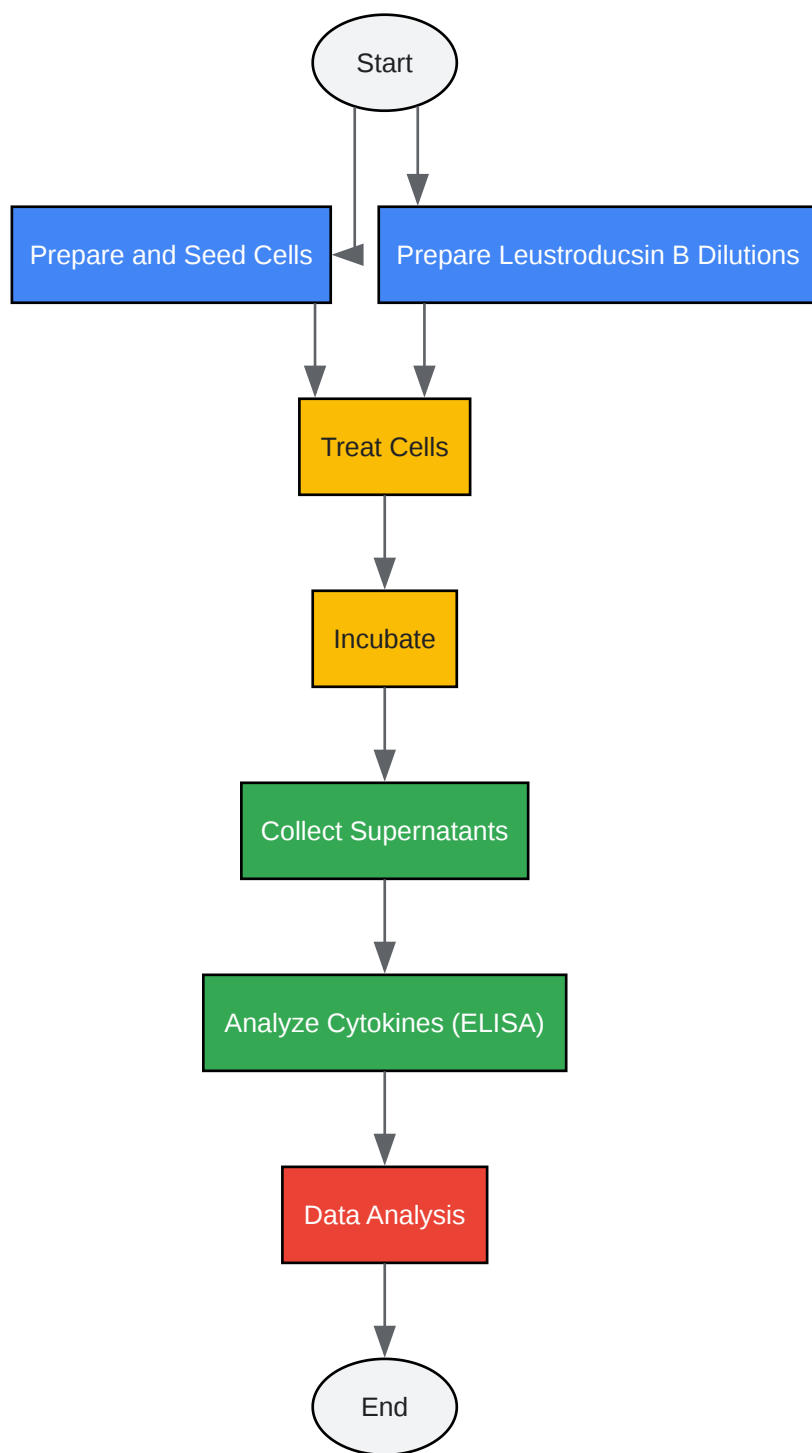 Start
Prepare and Seed Cells
Prepare Leustroducsin B Dilutions
Treat Cells
Incubate
Collect Supernatants
Analyze Cytokines (ELISA)
Data Analysis
End